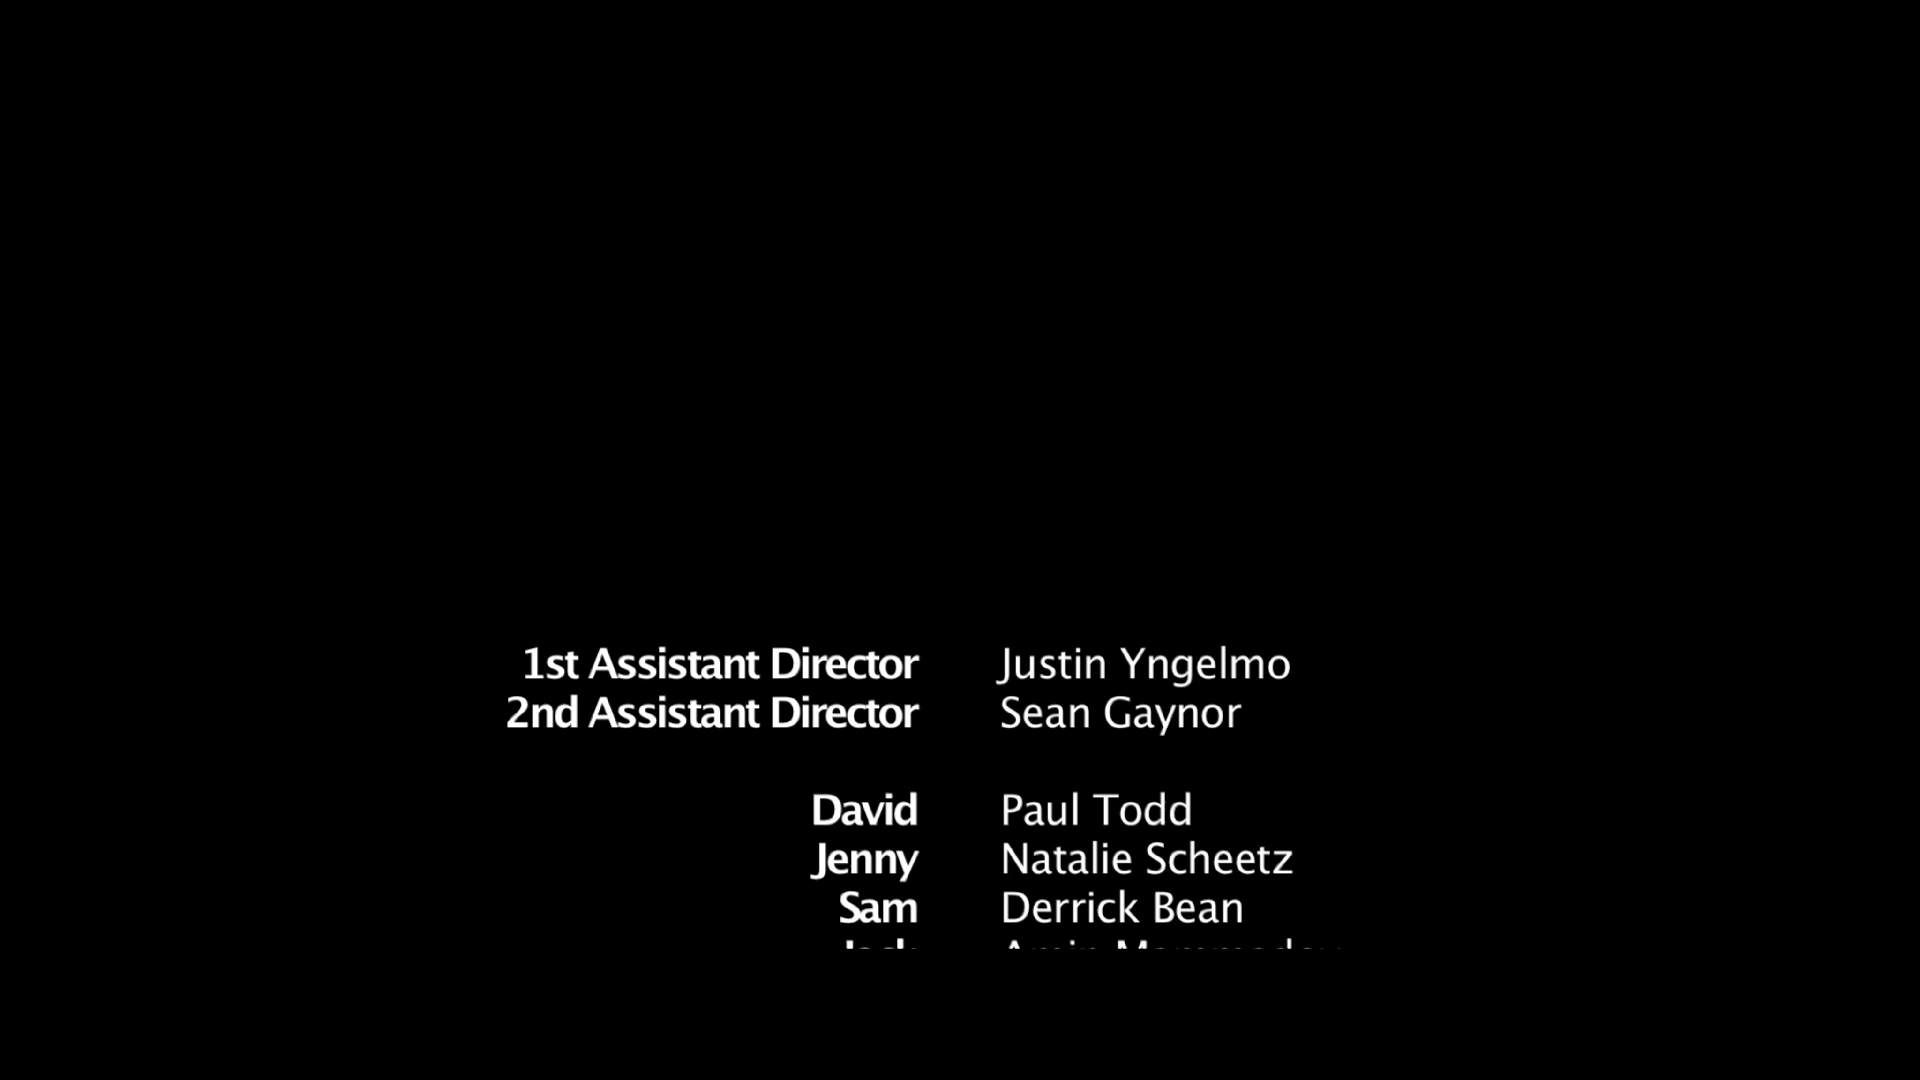 1st Assistant Director Justin Yngelmo
2nd Assistant Director Sean Gaynor
David Paul Todd
Jenny Natalie Scheetz
Sam Derrick Bean